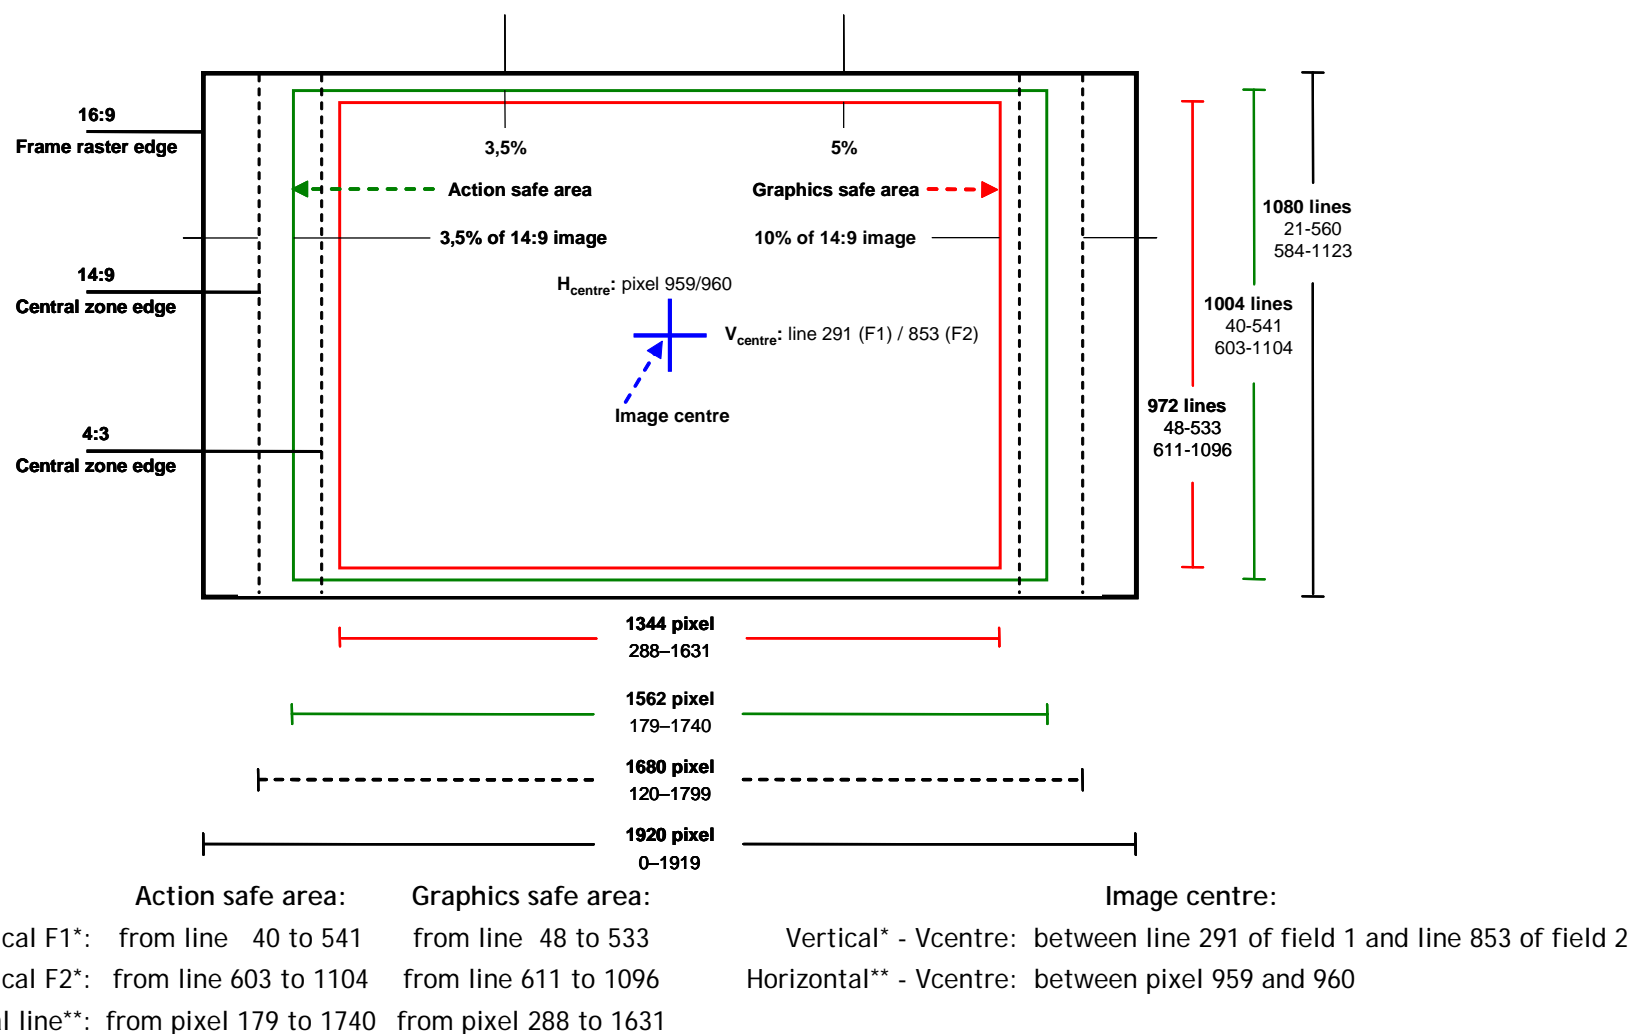 16:9
Frame raster edge
3,5%
5%
Action safe area
Graphics safe area
3,5% of 14:9 image
10% of 14:9 image
14:9
Central zone edge
Hcentre: pixel 959/960
Vcentre: line 291 (F1) / 853 (F2)
Image centre
4:3
Central zone edge
1080 lines
21-560
584-1123
1004 lines
40-541
603-1104
972 lines
48-533
611-1096
1344 pixel
288–1631
1562 pixel
179–1740
1680 pixel
120–1799
1920 pixel
0–1919
Action safe area: Graphics safe area: Image centre:
cal F1*: from line 40 to 541 from line 48 to 533 Vertical* - Vcentre: between line 291 of field 1 and line 853 of field 2
cal F2*: from line 603 to 1104 from line 611 to 1096 Horizontal** - Vcentre: between pixel 959 and 960
l line**: from pixel 179 to 1740 from pixel 288 to 1631